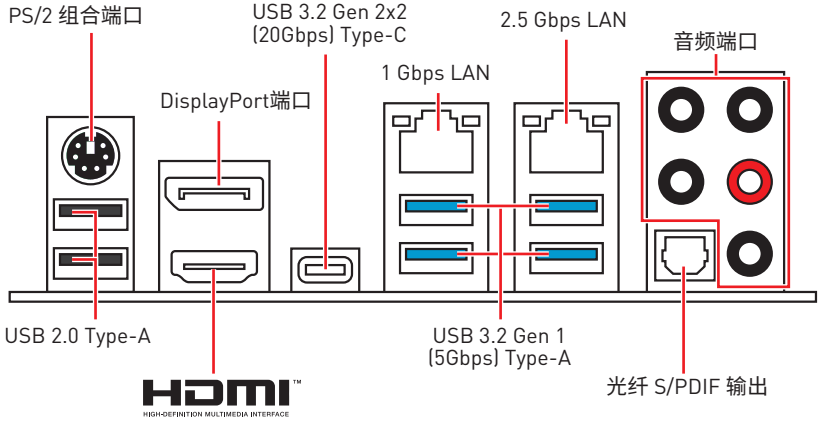 PS/2 组合端口
USB 3.2 Gen 2x2
(20Gbps) Type-C
2.5 Gbps LAN
音频端口
1 Gbps LAN
DisplayPort端口
USB 2.0 Type-A
USB 3.2 Gen 1
(5Gbps) Type-A
光纤 S/PDIF 输出
HDMI™
HIGH-DEFINITION MULTIMEDIA INTERFACE